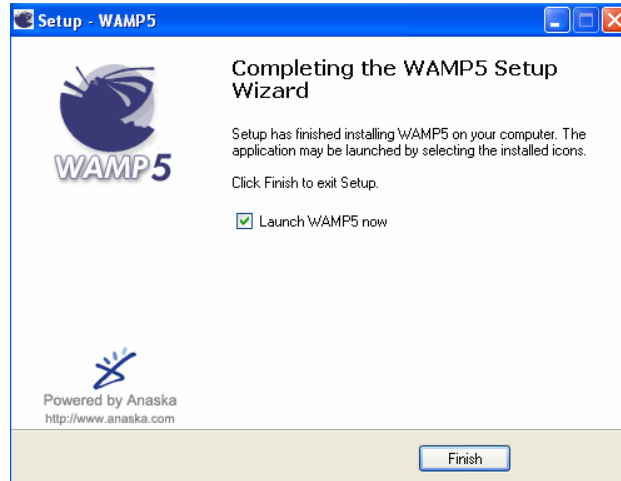 Setup - WAMP5
Completing the WAMP5 Setup
Wizard
Setup has finished installing WAMP5 on your computer. The
application may be launched by selecting the installed icons.
Click Finish to exit Setup.
Launch WAMP5 now
WAMP5
Powered by Anaska
http://www.anaska.com
Finish